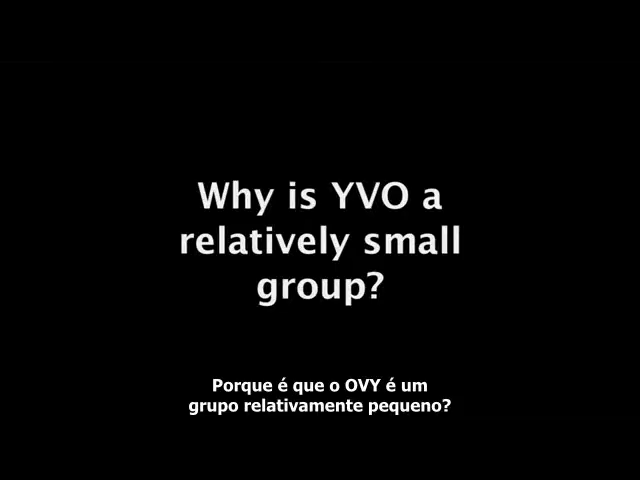 Why is YVO a
relatively small
group?
Porque é que o OVY é um
grupo relativamente pequeno?